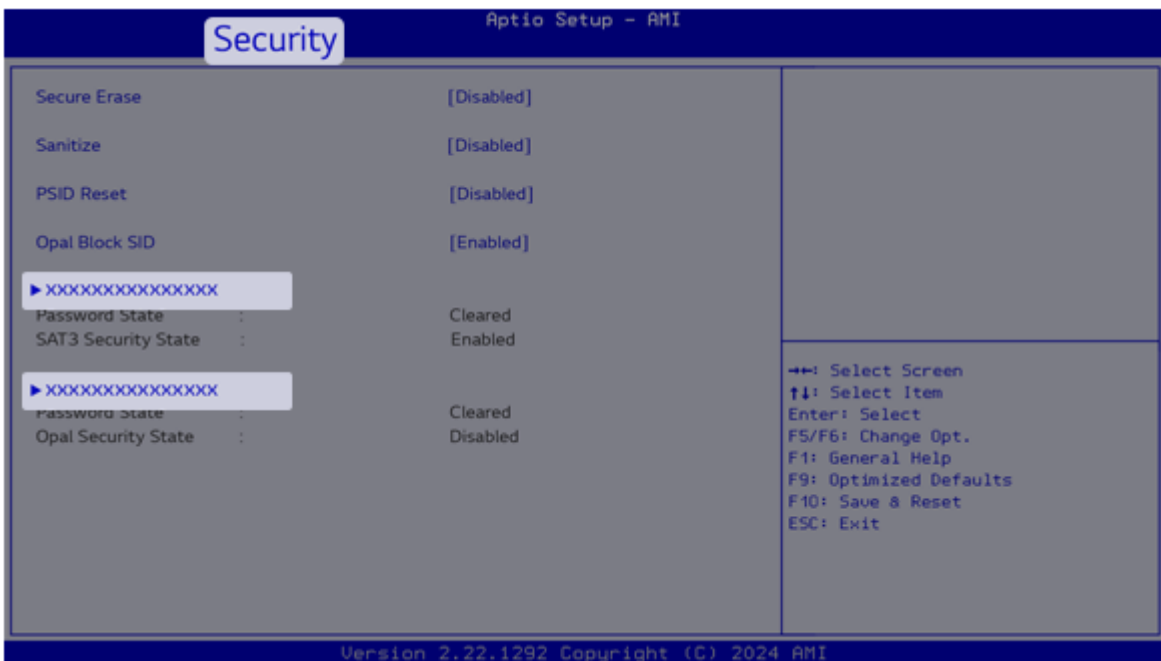 Aptio Setup - AMI
Security
Secure Erase [Disabled]
Sanitize [Disabled]
PSID Reset [Disabled]
Opal Block SID [Enabled]
►XXXXXXXXXXXXXXX
Password State : Cleared
SAT3 Security State : Enabled
►XXXXXXXXXXXXXXX
Password State : Cleared
Opal Security State : Disabled
→←: Select Screen
↑↓: Select Item
Enter: Select
F5/F6: Change Opt.
F1: General Help
F9: Optimized Defaults
F10: Save & Reset
ESC: Exit
Version 2.22.1292 Copyright (C) 2024 AMI